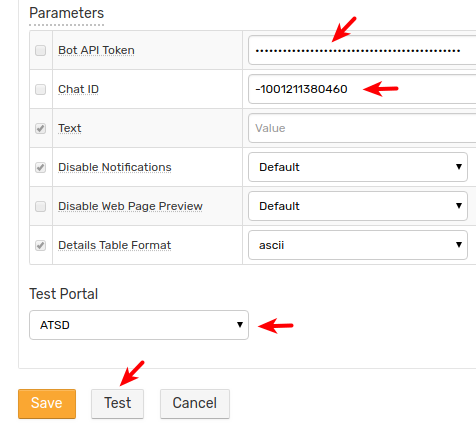 Parameters
Bot API Token ••••••••••••••••••••••••••••••••••••••••••••••
Chat ID -1001211380460
Text Value
Disable Notifications Default
Disable Web Page Preview Default
Details Table Format ascii
Test Portal
ATSD
Save Test Cancel